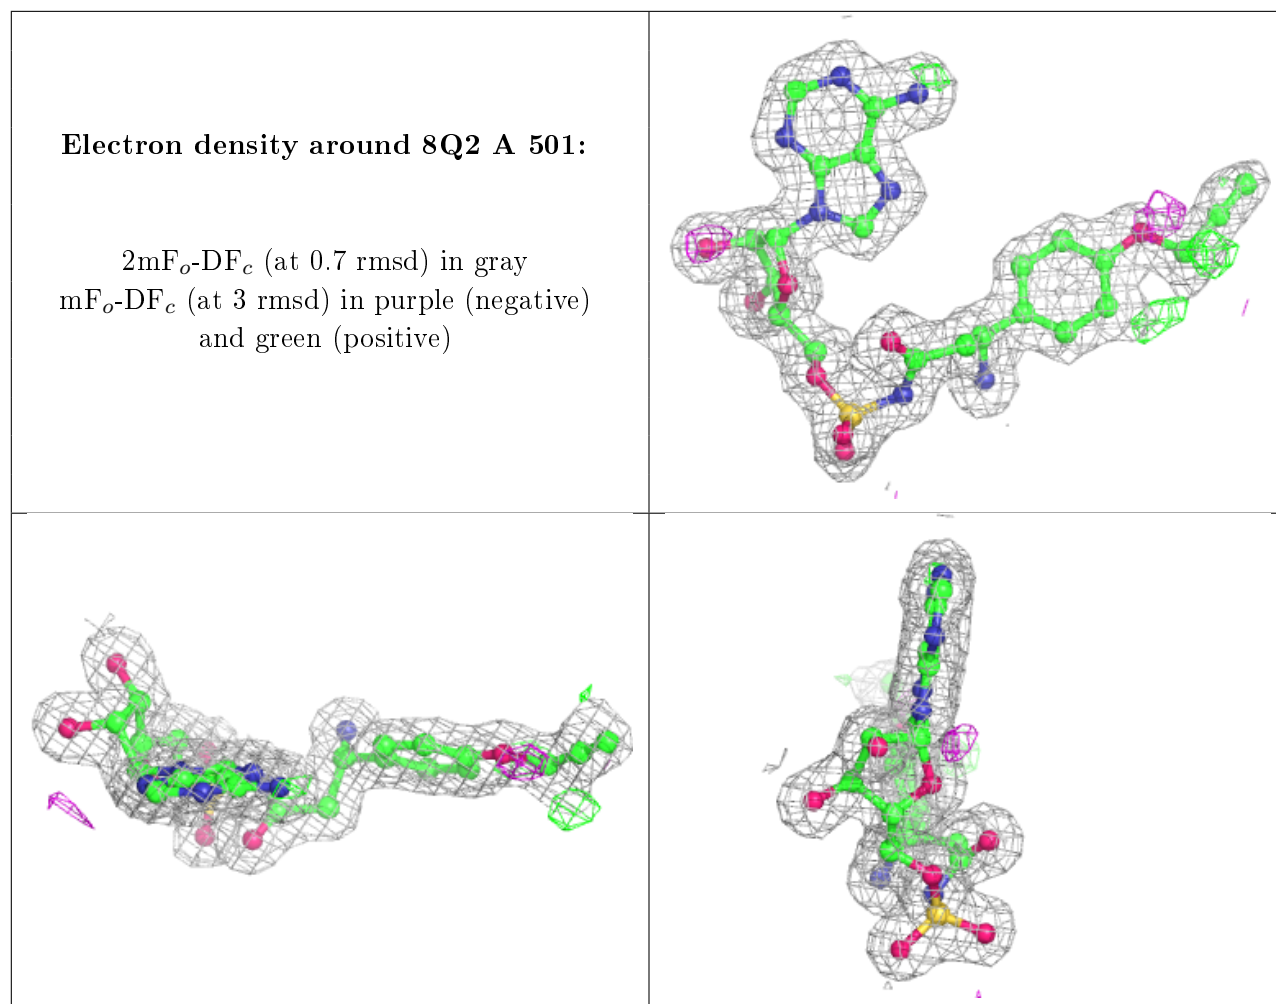 Electron density around 8Q2 A 501:
2mFₒ-DF𝒸 (at 0.7 rmsd) in gray
mFₒ-DF𝒸 (at 3 rmsd) in purple (negative)
and green (positive)